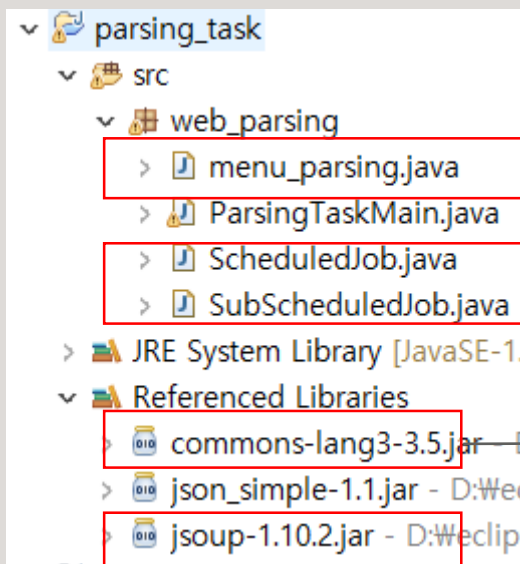 parsing_task
src
web_parsing
menu_parsing.java
ParsingTaskMain.java
ScheduledJob.java
SubScheduledJob.java
JRE System Library [JavaSE-1.
Referenced Libraries
commons-lang3-3.5.jar -
json_simple-1.1.jar - D:₩ec
jsoup-1.10.2.jar - D:₩eclip